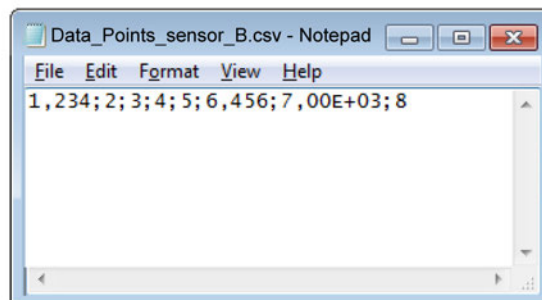 Data_Points_sensor_B.csv - Notepad
File Edit Format View Help
1,234;2;3;4;5;6,456;7,00E+03;8